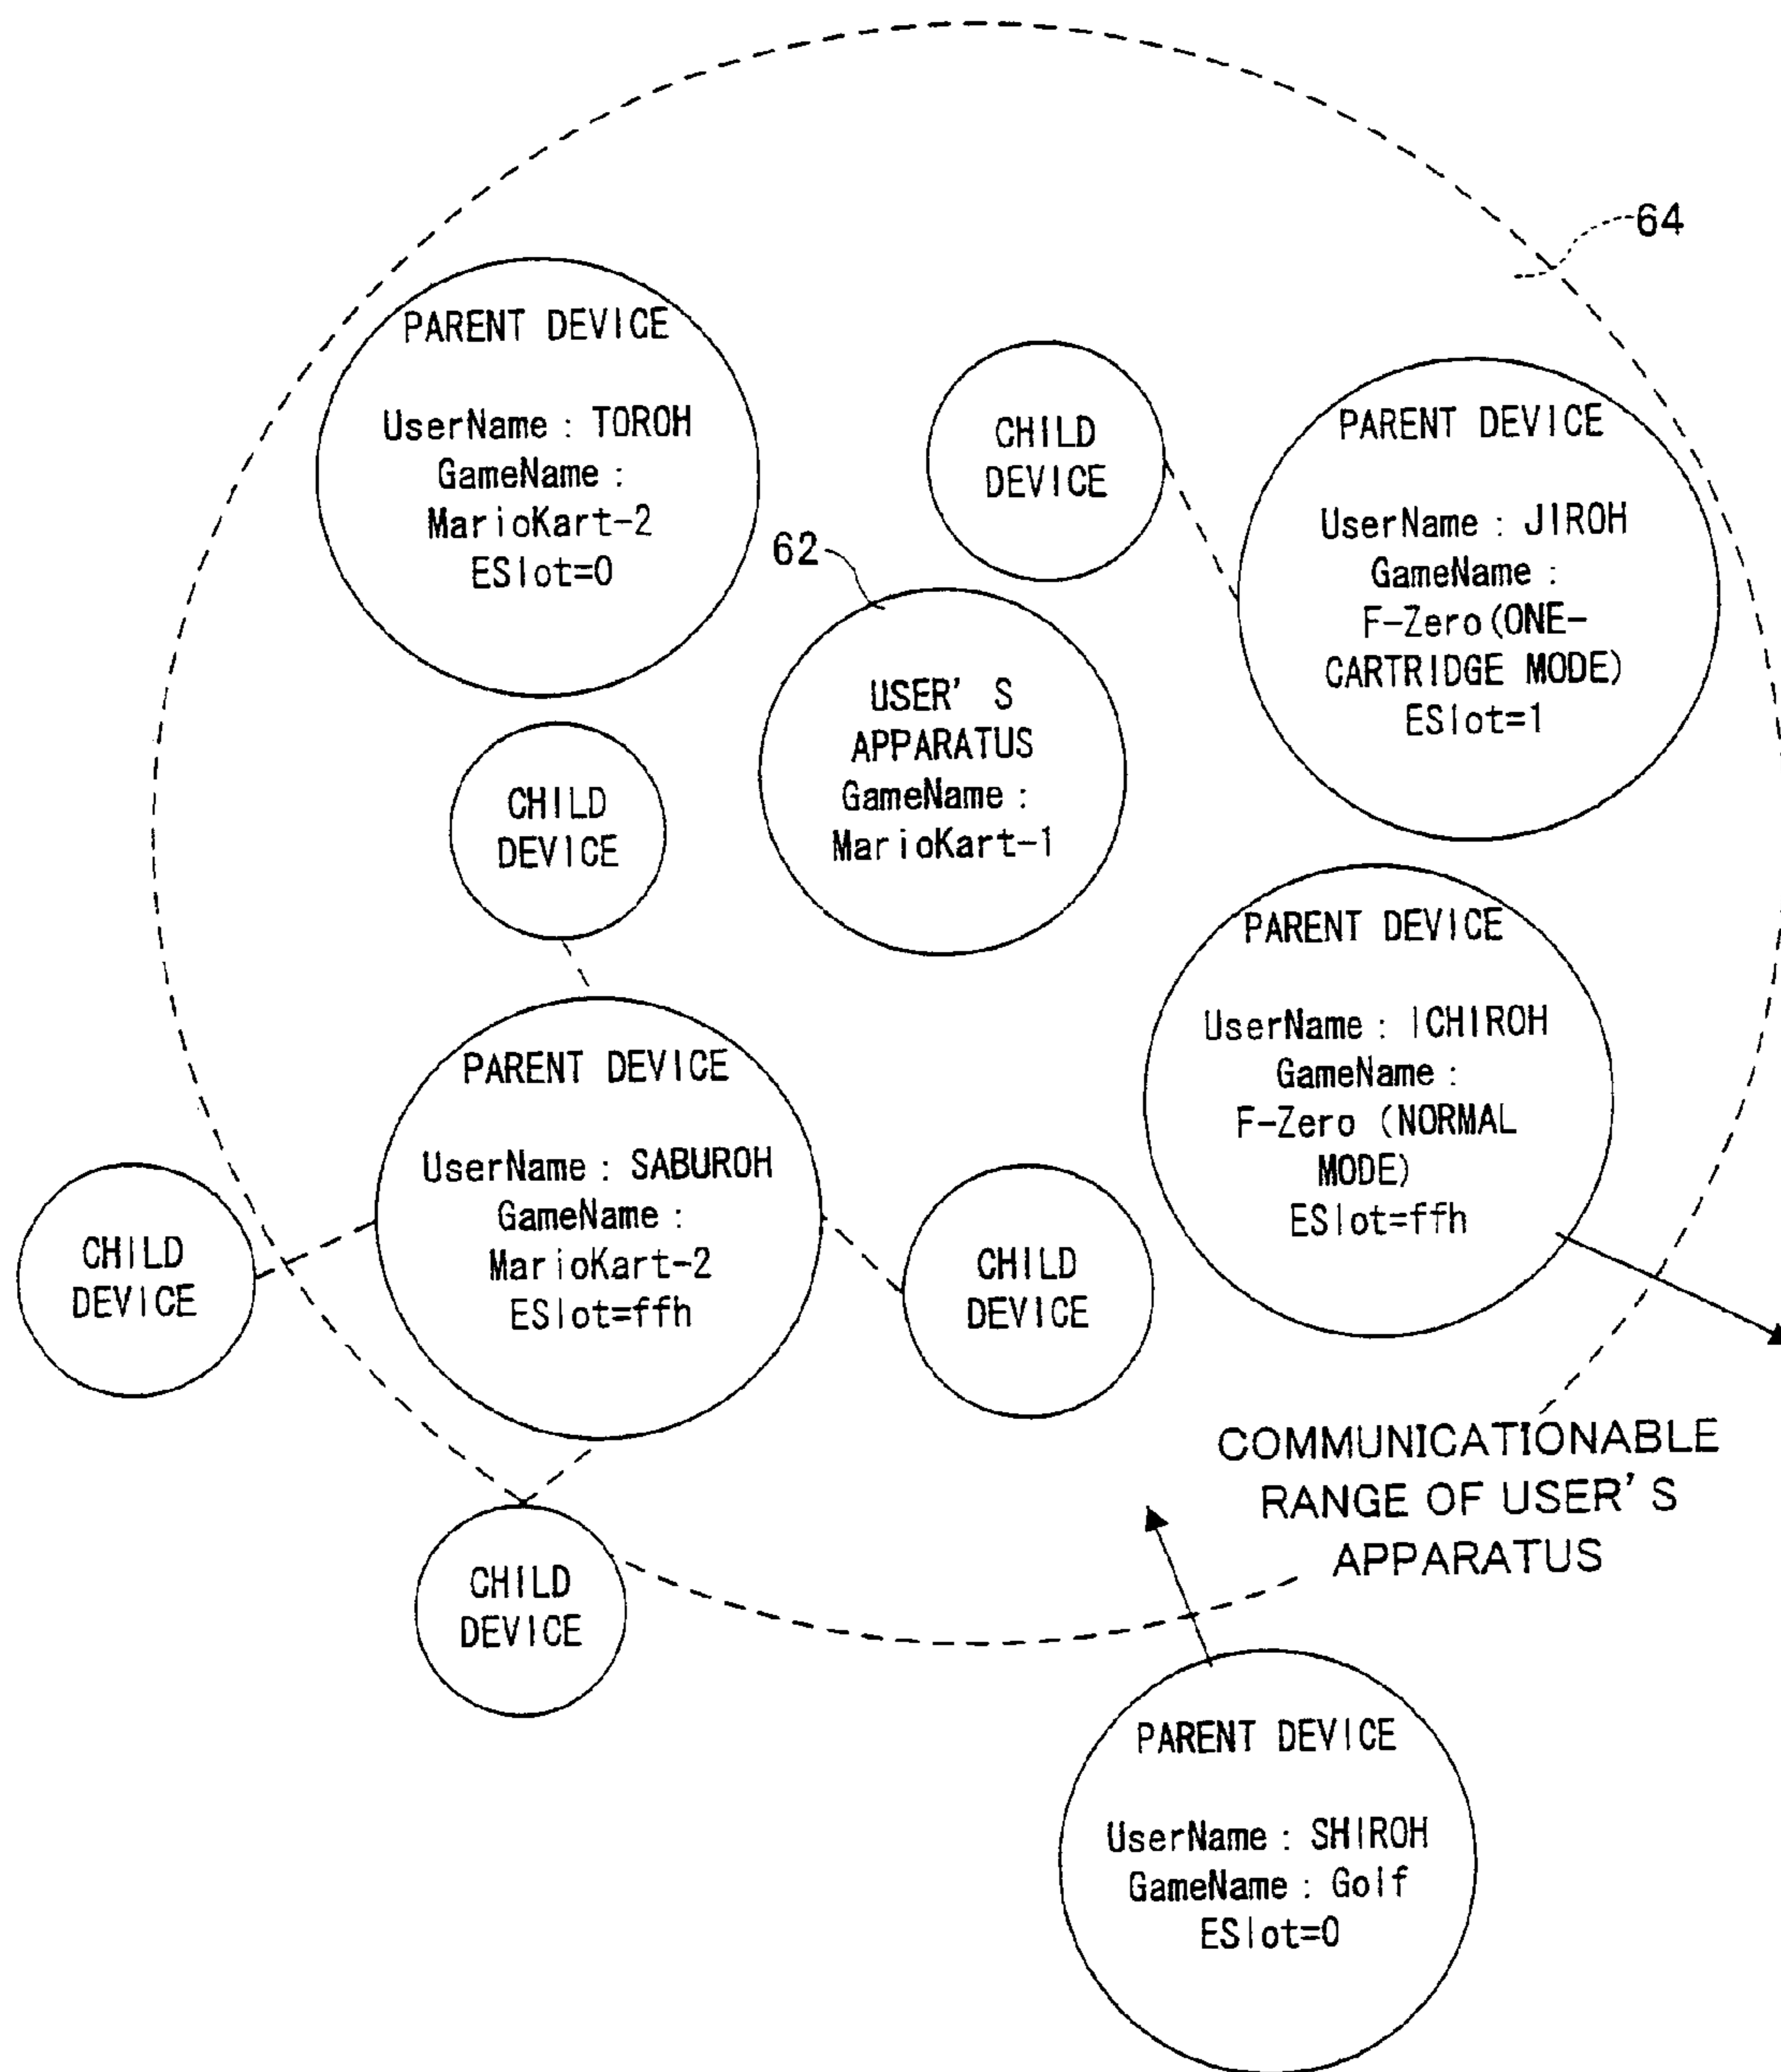 64
PARENT DEVICE
UserName : TOROH
GameName :
MarioKart-2
ESlot=0
CHILD
DEVICE
PARENT DEVICE
UserName : JIROH
GameName :
F-Zero(ONE-
CARTRIDGE MODE)
ESlot=1
62
USER'S
APPARATUS
GameName :
MarioKart-1
CHILD
DEVICE
PARENT DEVICE
UserName : ICHIROH
GameName :
F-Zero (NORMAL
MODE)
ESlot=ffh
PARENT DEVICE
UserName : SABUROH
GameName :
MarioKart-2
ESlot=ffh
CHILD
DEVICE
CHILD
DEVICE
COMMUNICATIONABLE
RANGE OF USER'S
APPARATUS
CHILD
DEVICE
PARENT DEVICE
UserName : SHIROH
GameName : Golf
ESlot=0